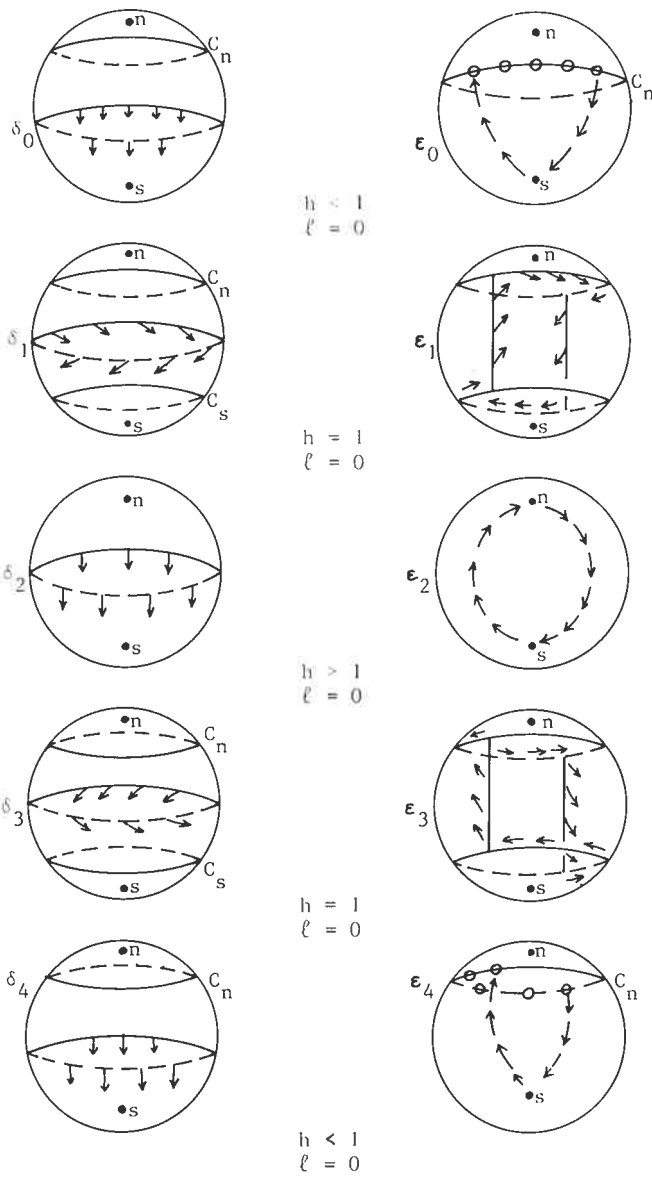 n
C_n
δ_0
s
n
C_n
ε_0
s
h < 1
ℓ = 0
n
C_n
δ_1
C_s
s
n
ε_1
s
h = 1
ℓ = 0
n
δ_2
s
n
ε_2
s
h > 1
ℓ = 0
n
C_n
δ_3
C_s
s
n
ε_3
s
h = 1
ℓ = 0
δ_4
n
C_n
s
ε_4
n
C_n
s
h < 1
ℓ = 0